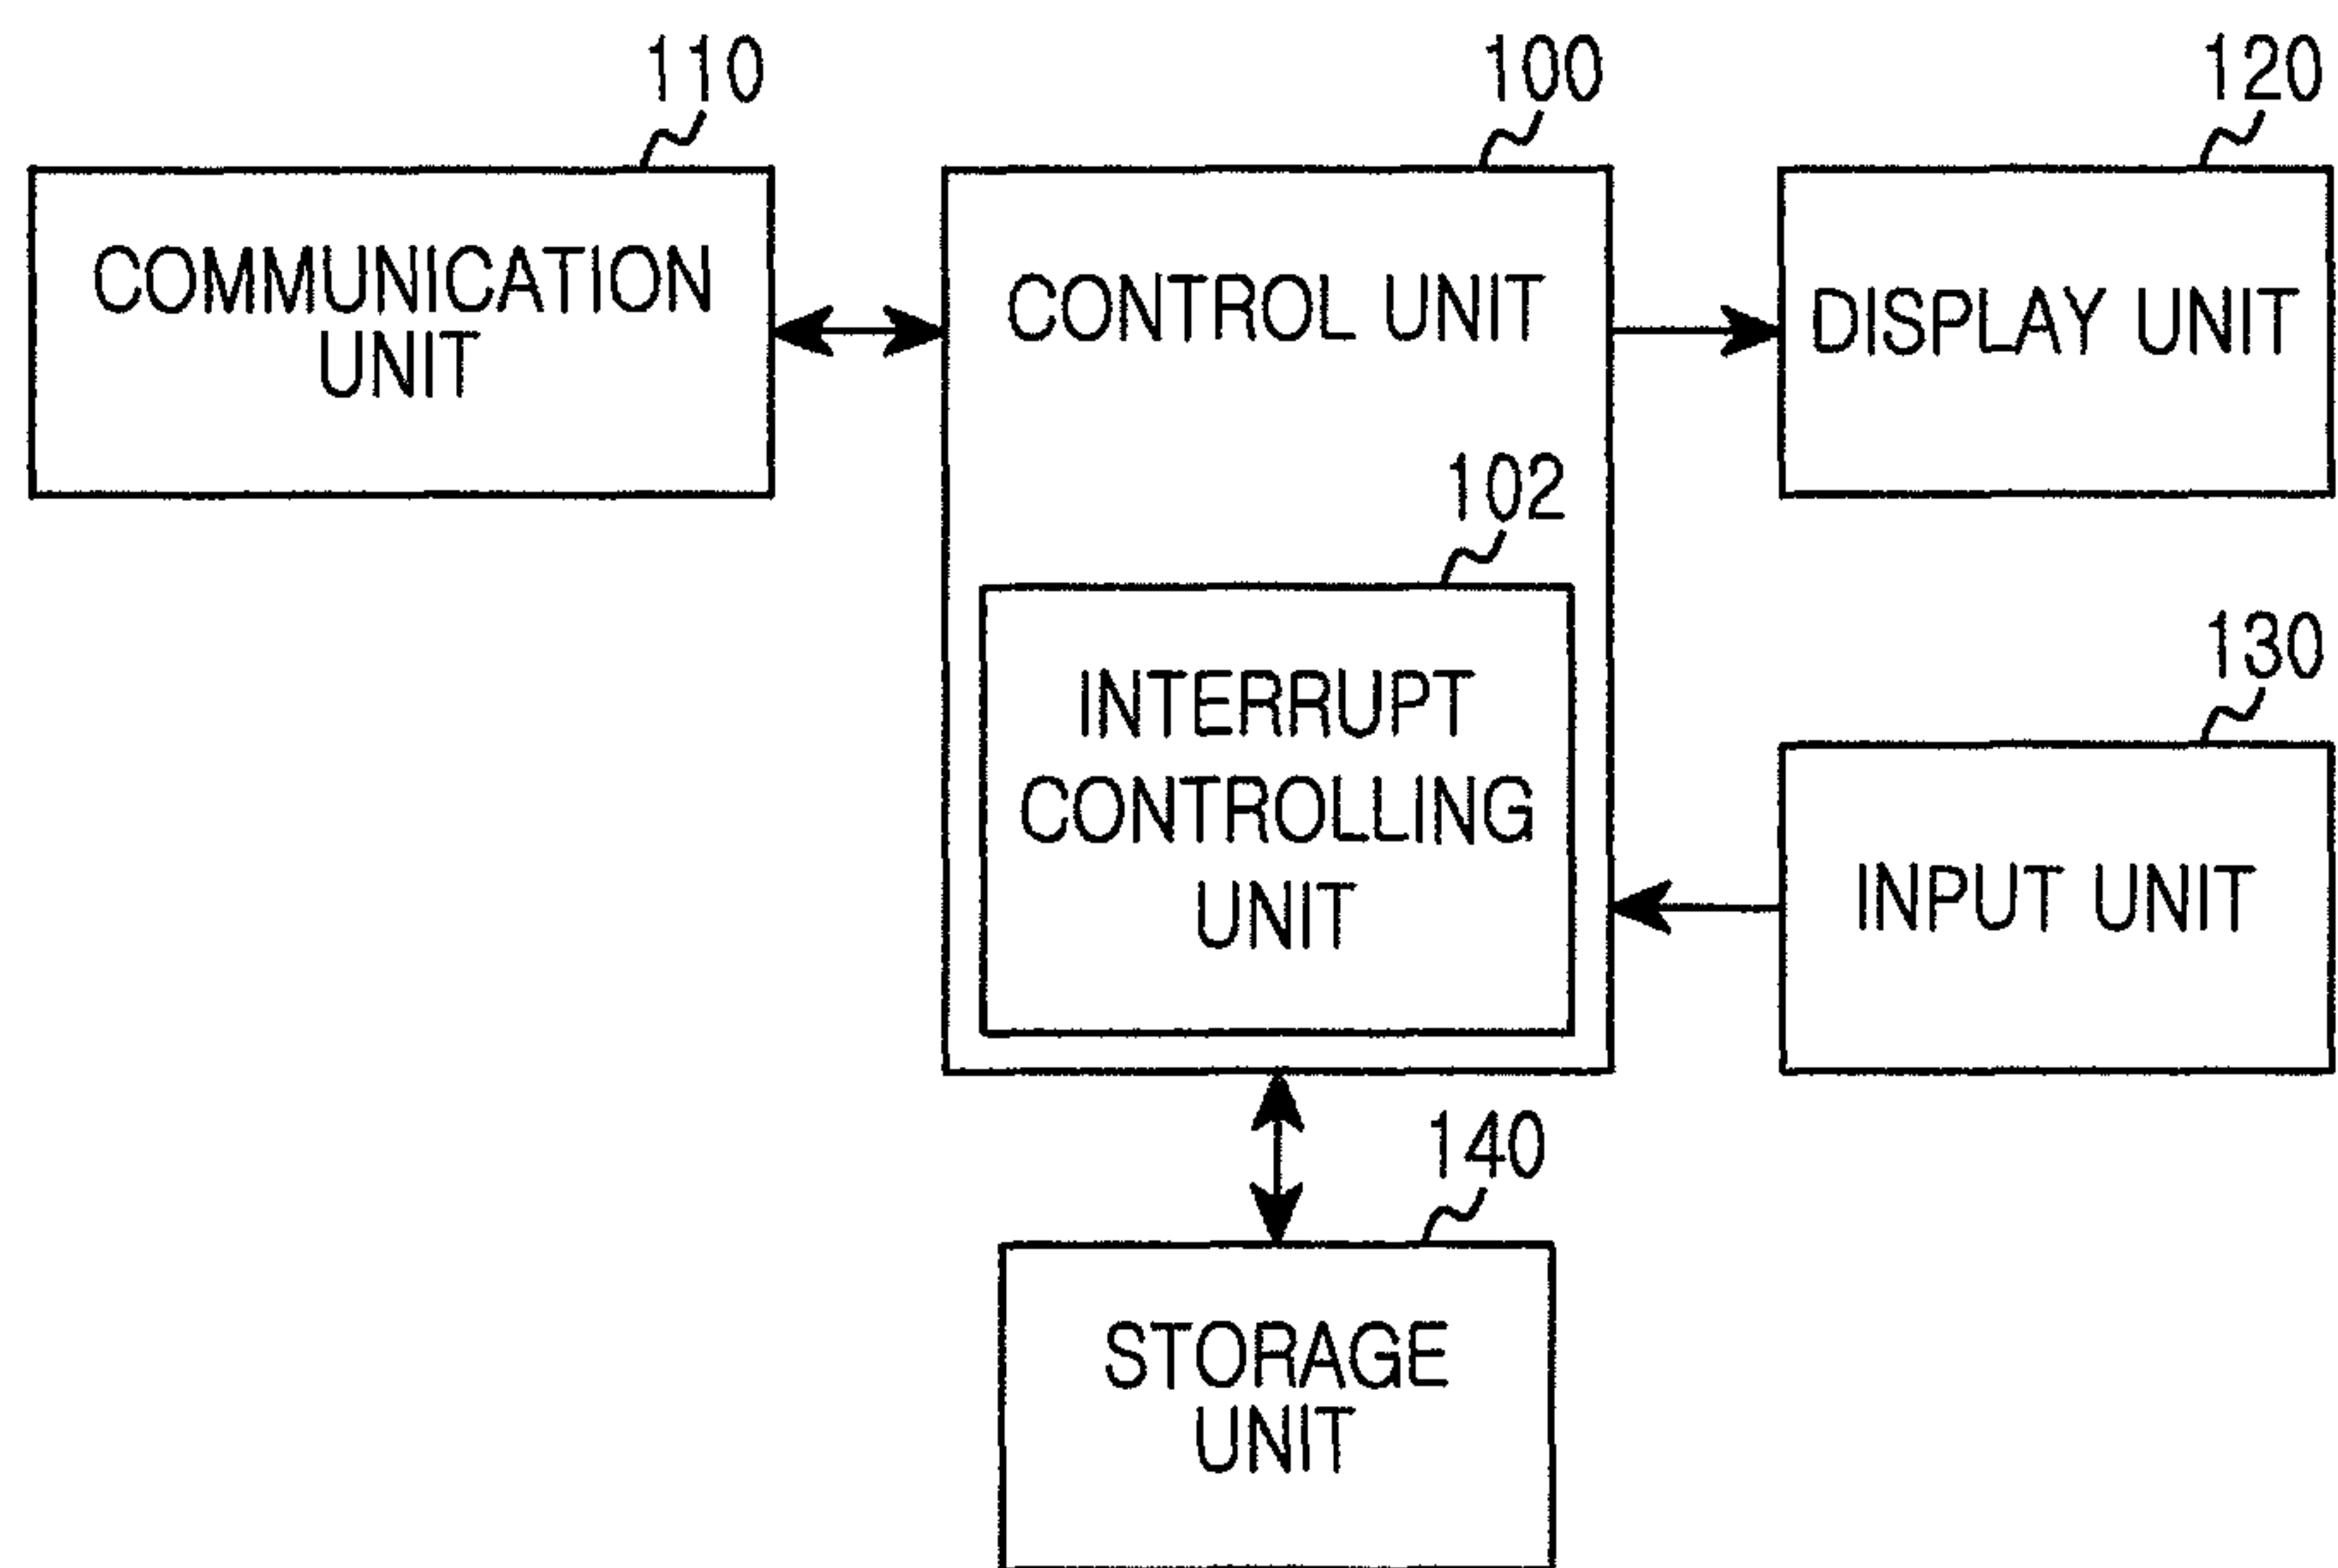 110
COMMUNICATION
UNIT
100
CONTROL UNIT
102
INTERRUPT
CONTROLLING
UNIT
120
DISPLAY UNIT
130
INPUT UNIT
140
STORAGE
UNIT